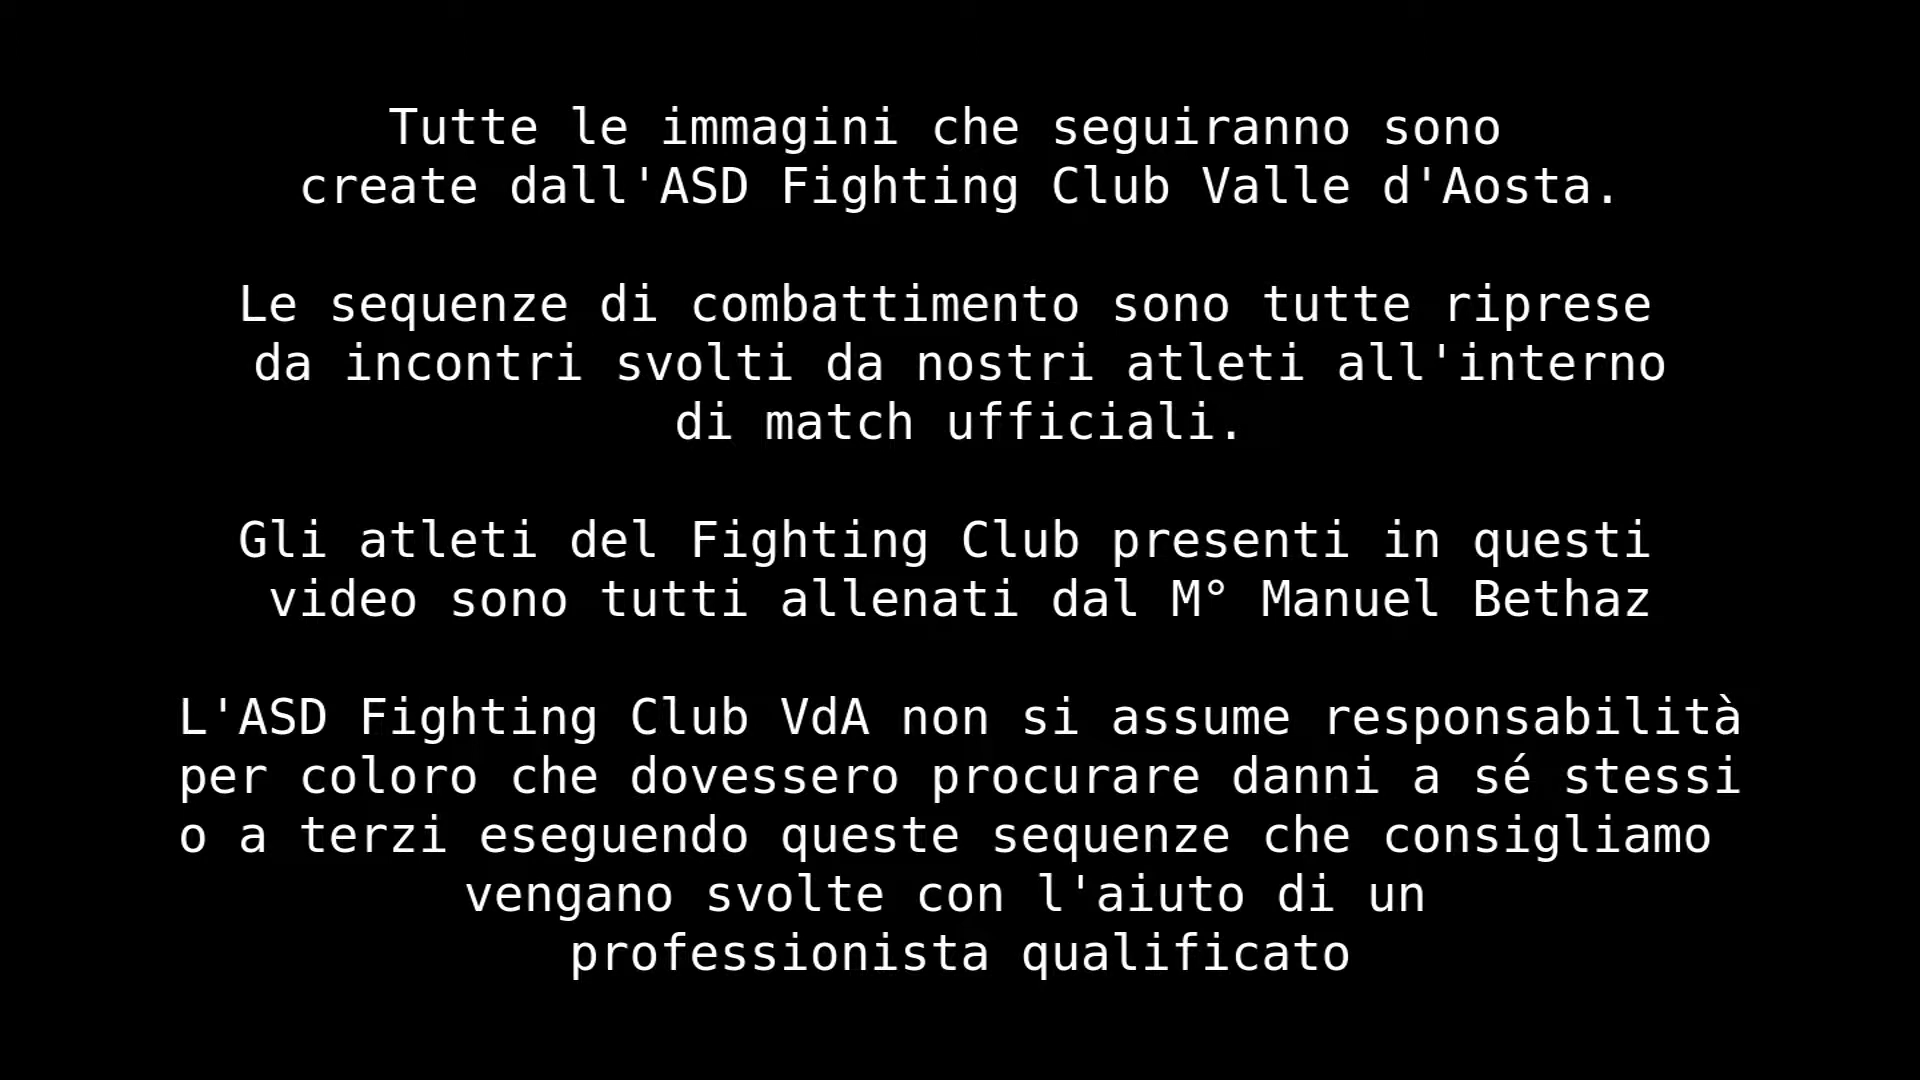 Tutte le immagini che seguiranno sono
create dall'ASD Fighting Club Valle d'Aosta.
Le sequenze di combattimento sono tutte riprese
da incontri svolti da nostri atleti all'interno
di match ufficiali.
Gli atleti del Fighting Club presenti in questi
video sono tutti allenati dal M° Manuel Bethaz
L'ASD Fighting Club VdA non si assume responsabilità
per coloro che dovessero procurare danni a sé stessi
o a terzi eseguendo queste sequenze che consigliamo
vengano svolte con l'aiuto di un
professionista qualificato